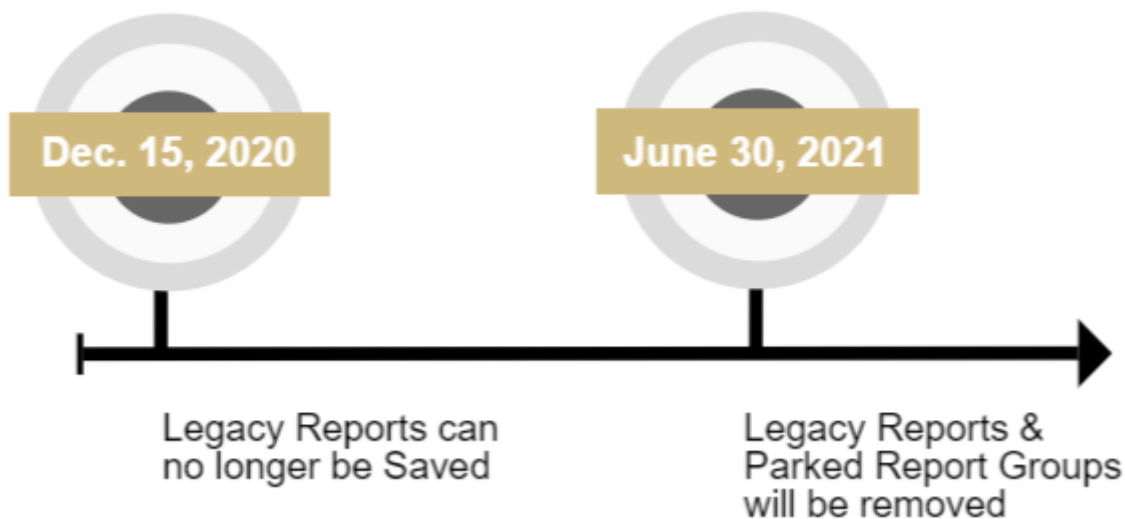 Dec. 15, 2020
June 30, 2021
Legacy Reports can
no longer be Saved
Legacy Reports &
Parked Report Groups
will be removed